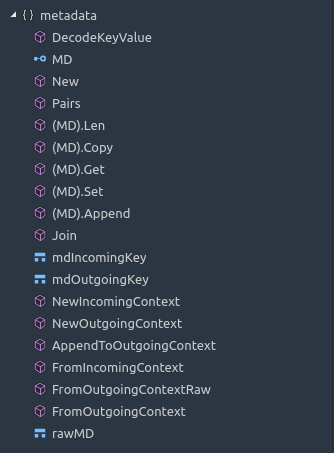 { } metadata
DecodeKeyValue
MD
New
Pairs
(MD).Len
(MD).Copy
(MD).Get
(MD).Set
(MD).Append
Join
mdIncomingKey
mdOutgoingKey
NewIncomingContext
NewOutgoingContext
AppendToOutgoingContext
FromIncomingContext
FromOutgoingContextRaw
FromOutgoingContext
rawMD